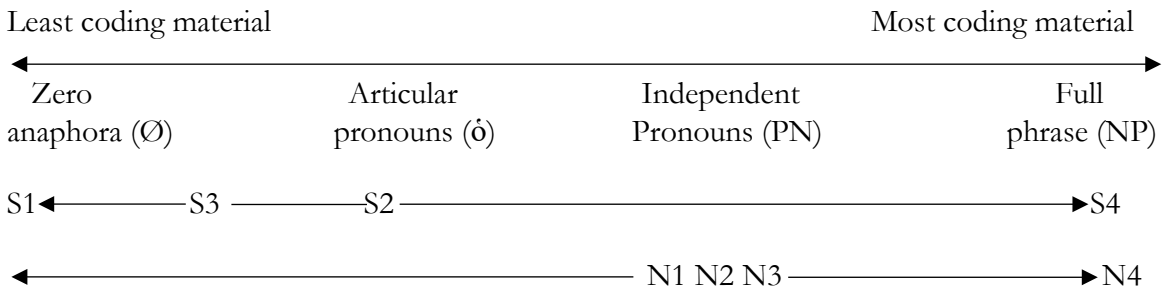 Least coding material Most coding material
Zero Articular Independent Full
anaphora (Ø) pronouns (ὁ) Pronouns (PN) phrase (NP)
S1 S3 S2 S4
N1 N2 N3 N4